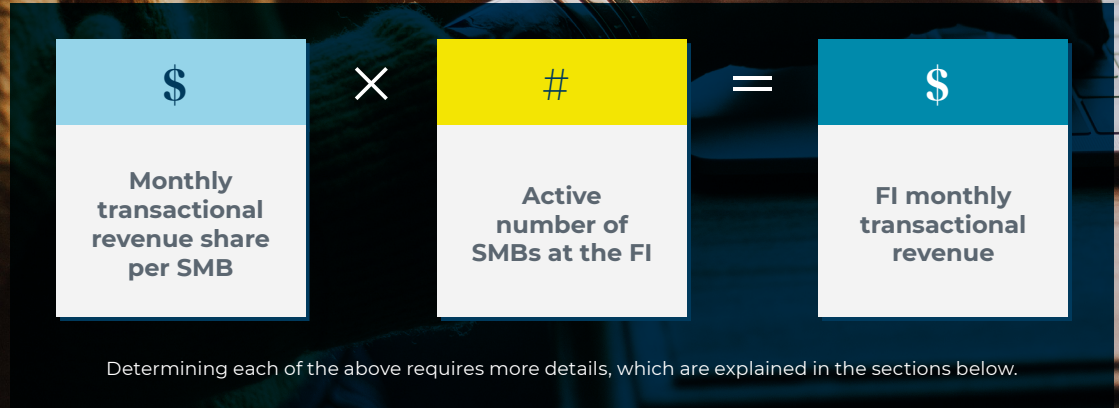 $
×
#
=
$
Monthly
transactional
revenue share
per SMB
Active
number of
SMBs at the FI
FI monthly
transactional
revenue
Determining each of the above requires more details, which are explained in the sections below.